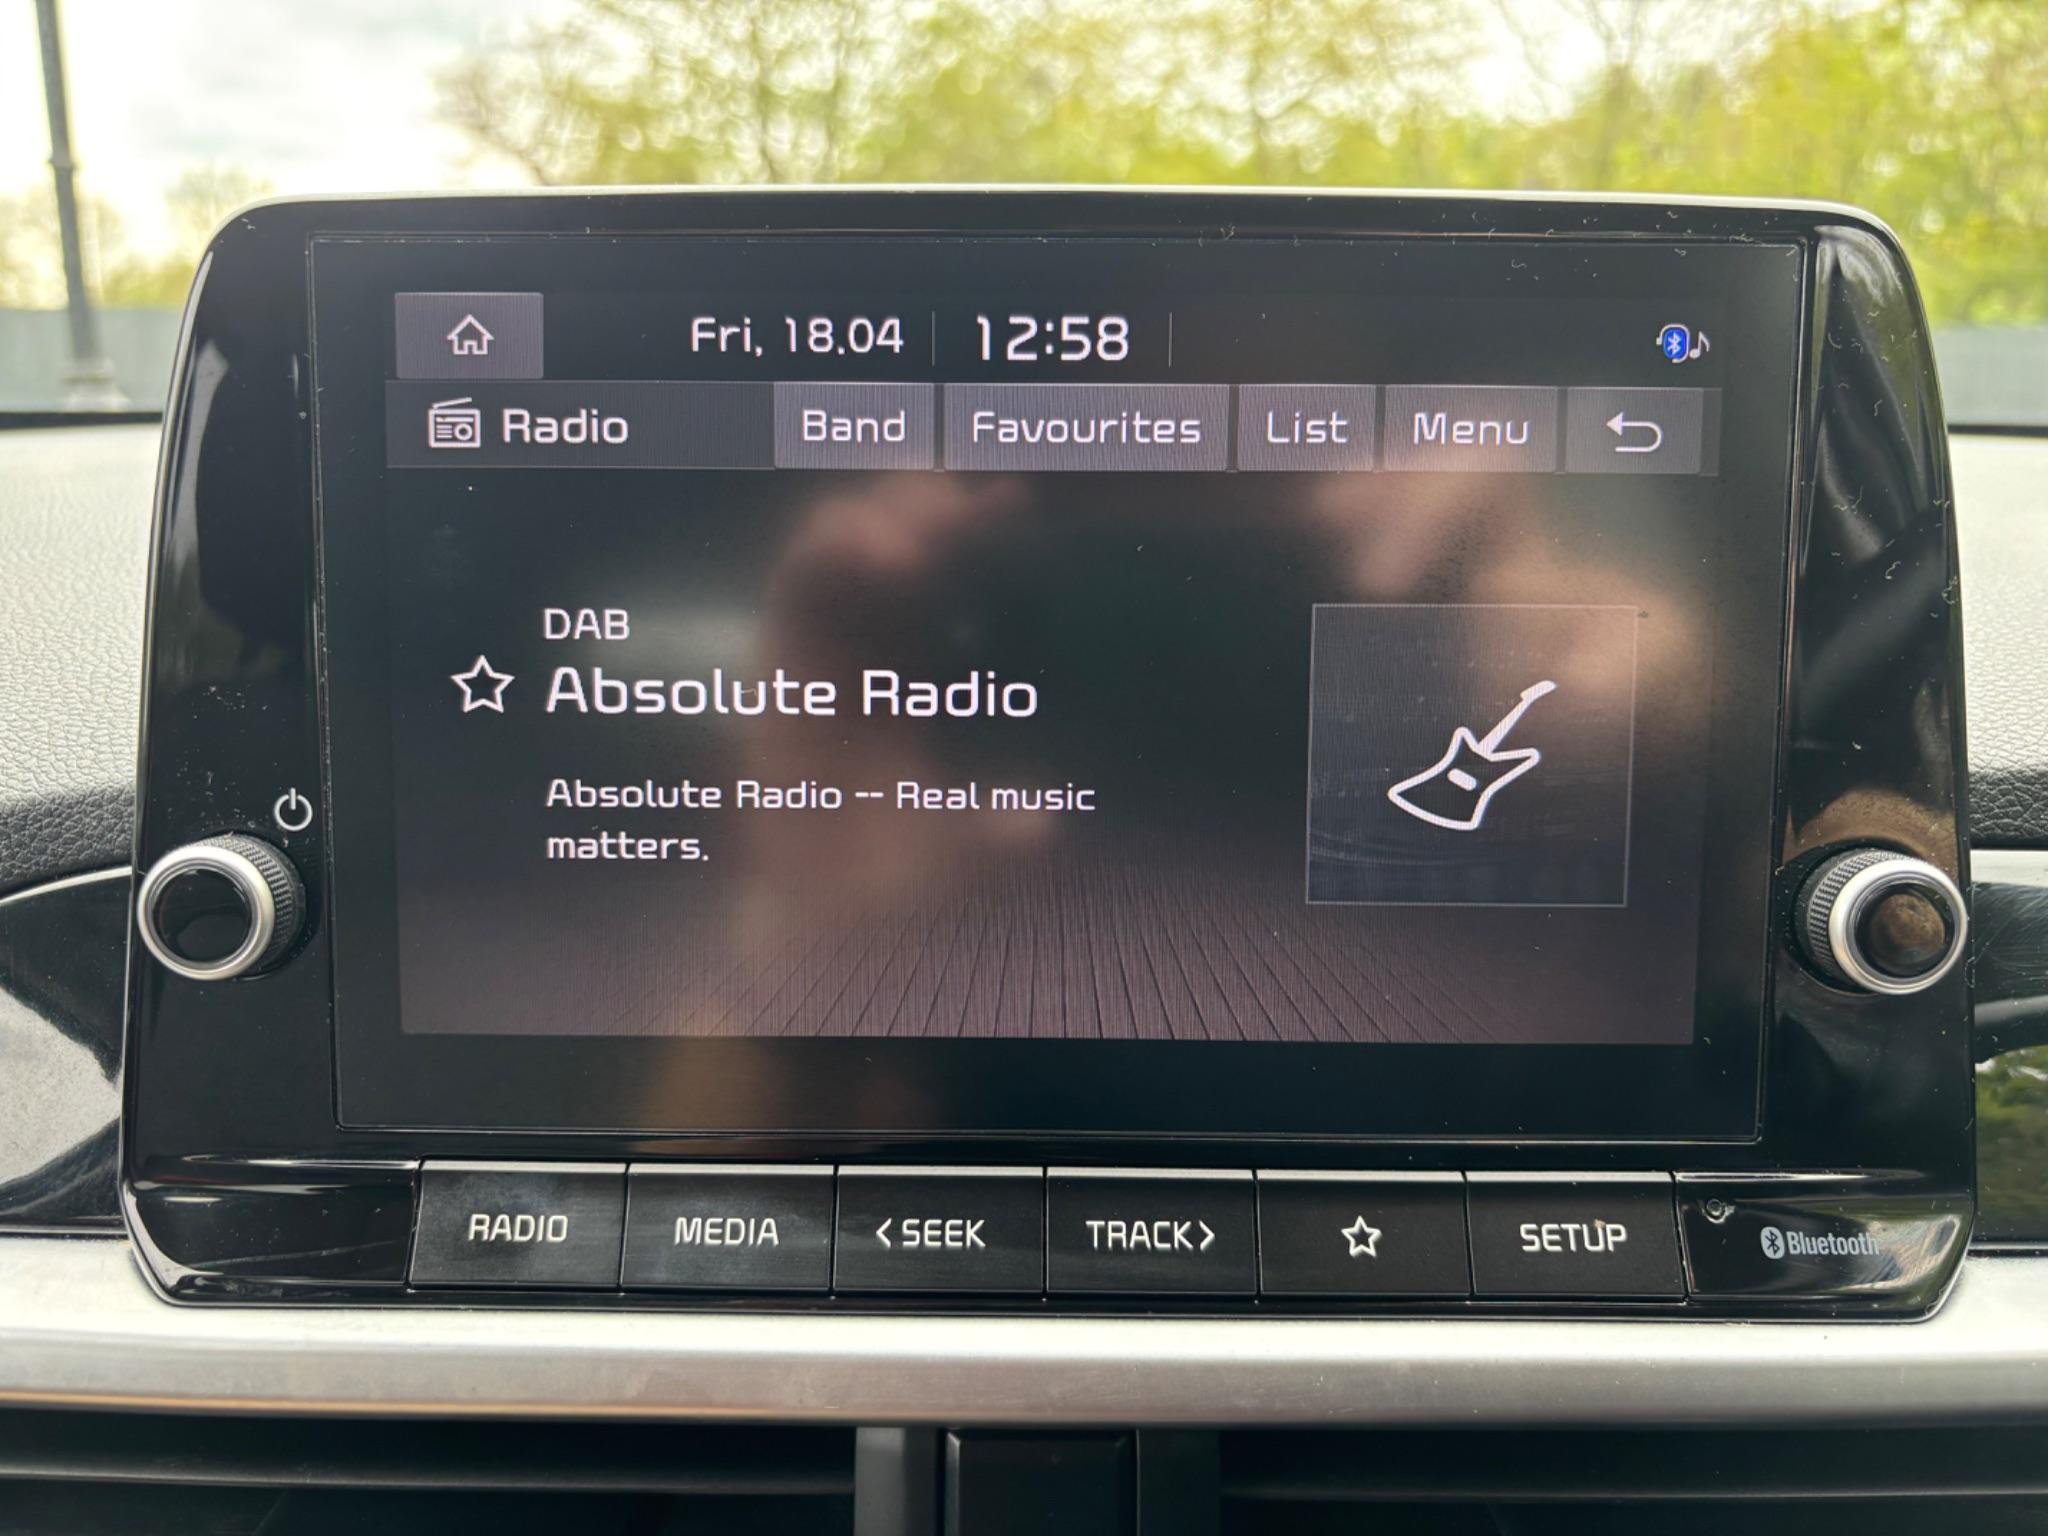 Fri, 18.04 12:58
Radio Band Favourites List Menu
DAB
Absolute Radio
Absolute Radio -- Real music
matters.
RADIO MEDIA <SEEK TRACK> SETUP Bluetooth